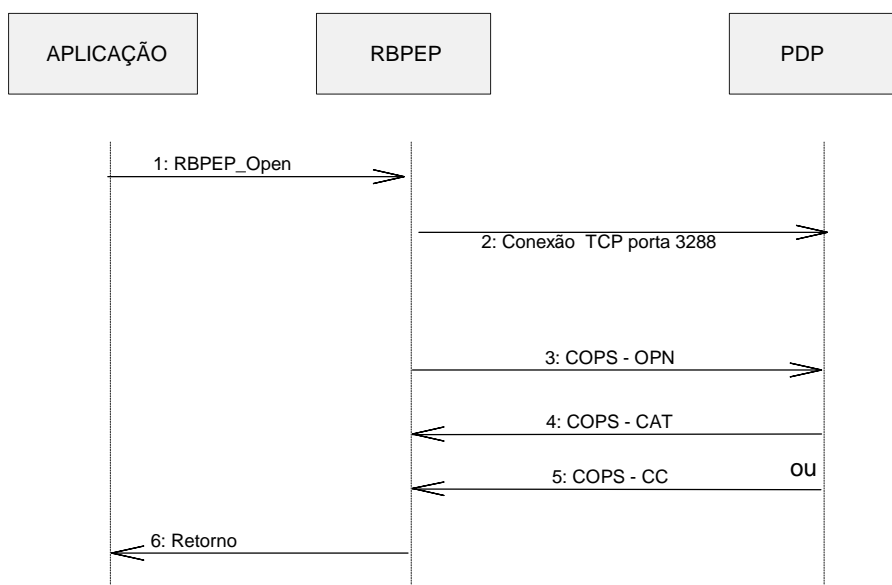 APLICAÇÃO
RBPEP
PDP
1: RBPEP_Open
2: Conexão TCP porta 3288
3: COPS - OPN
4: COPS - CAT
ou
5: COPS - CC
6: Retorno